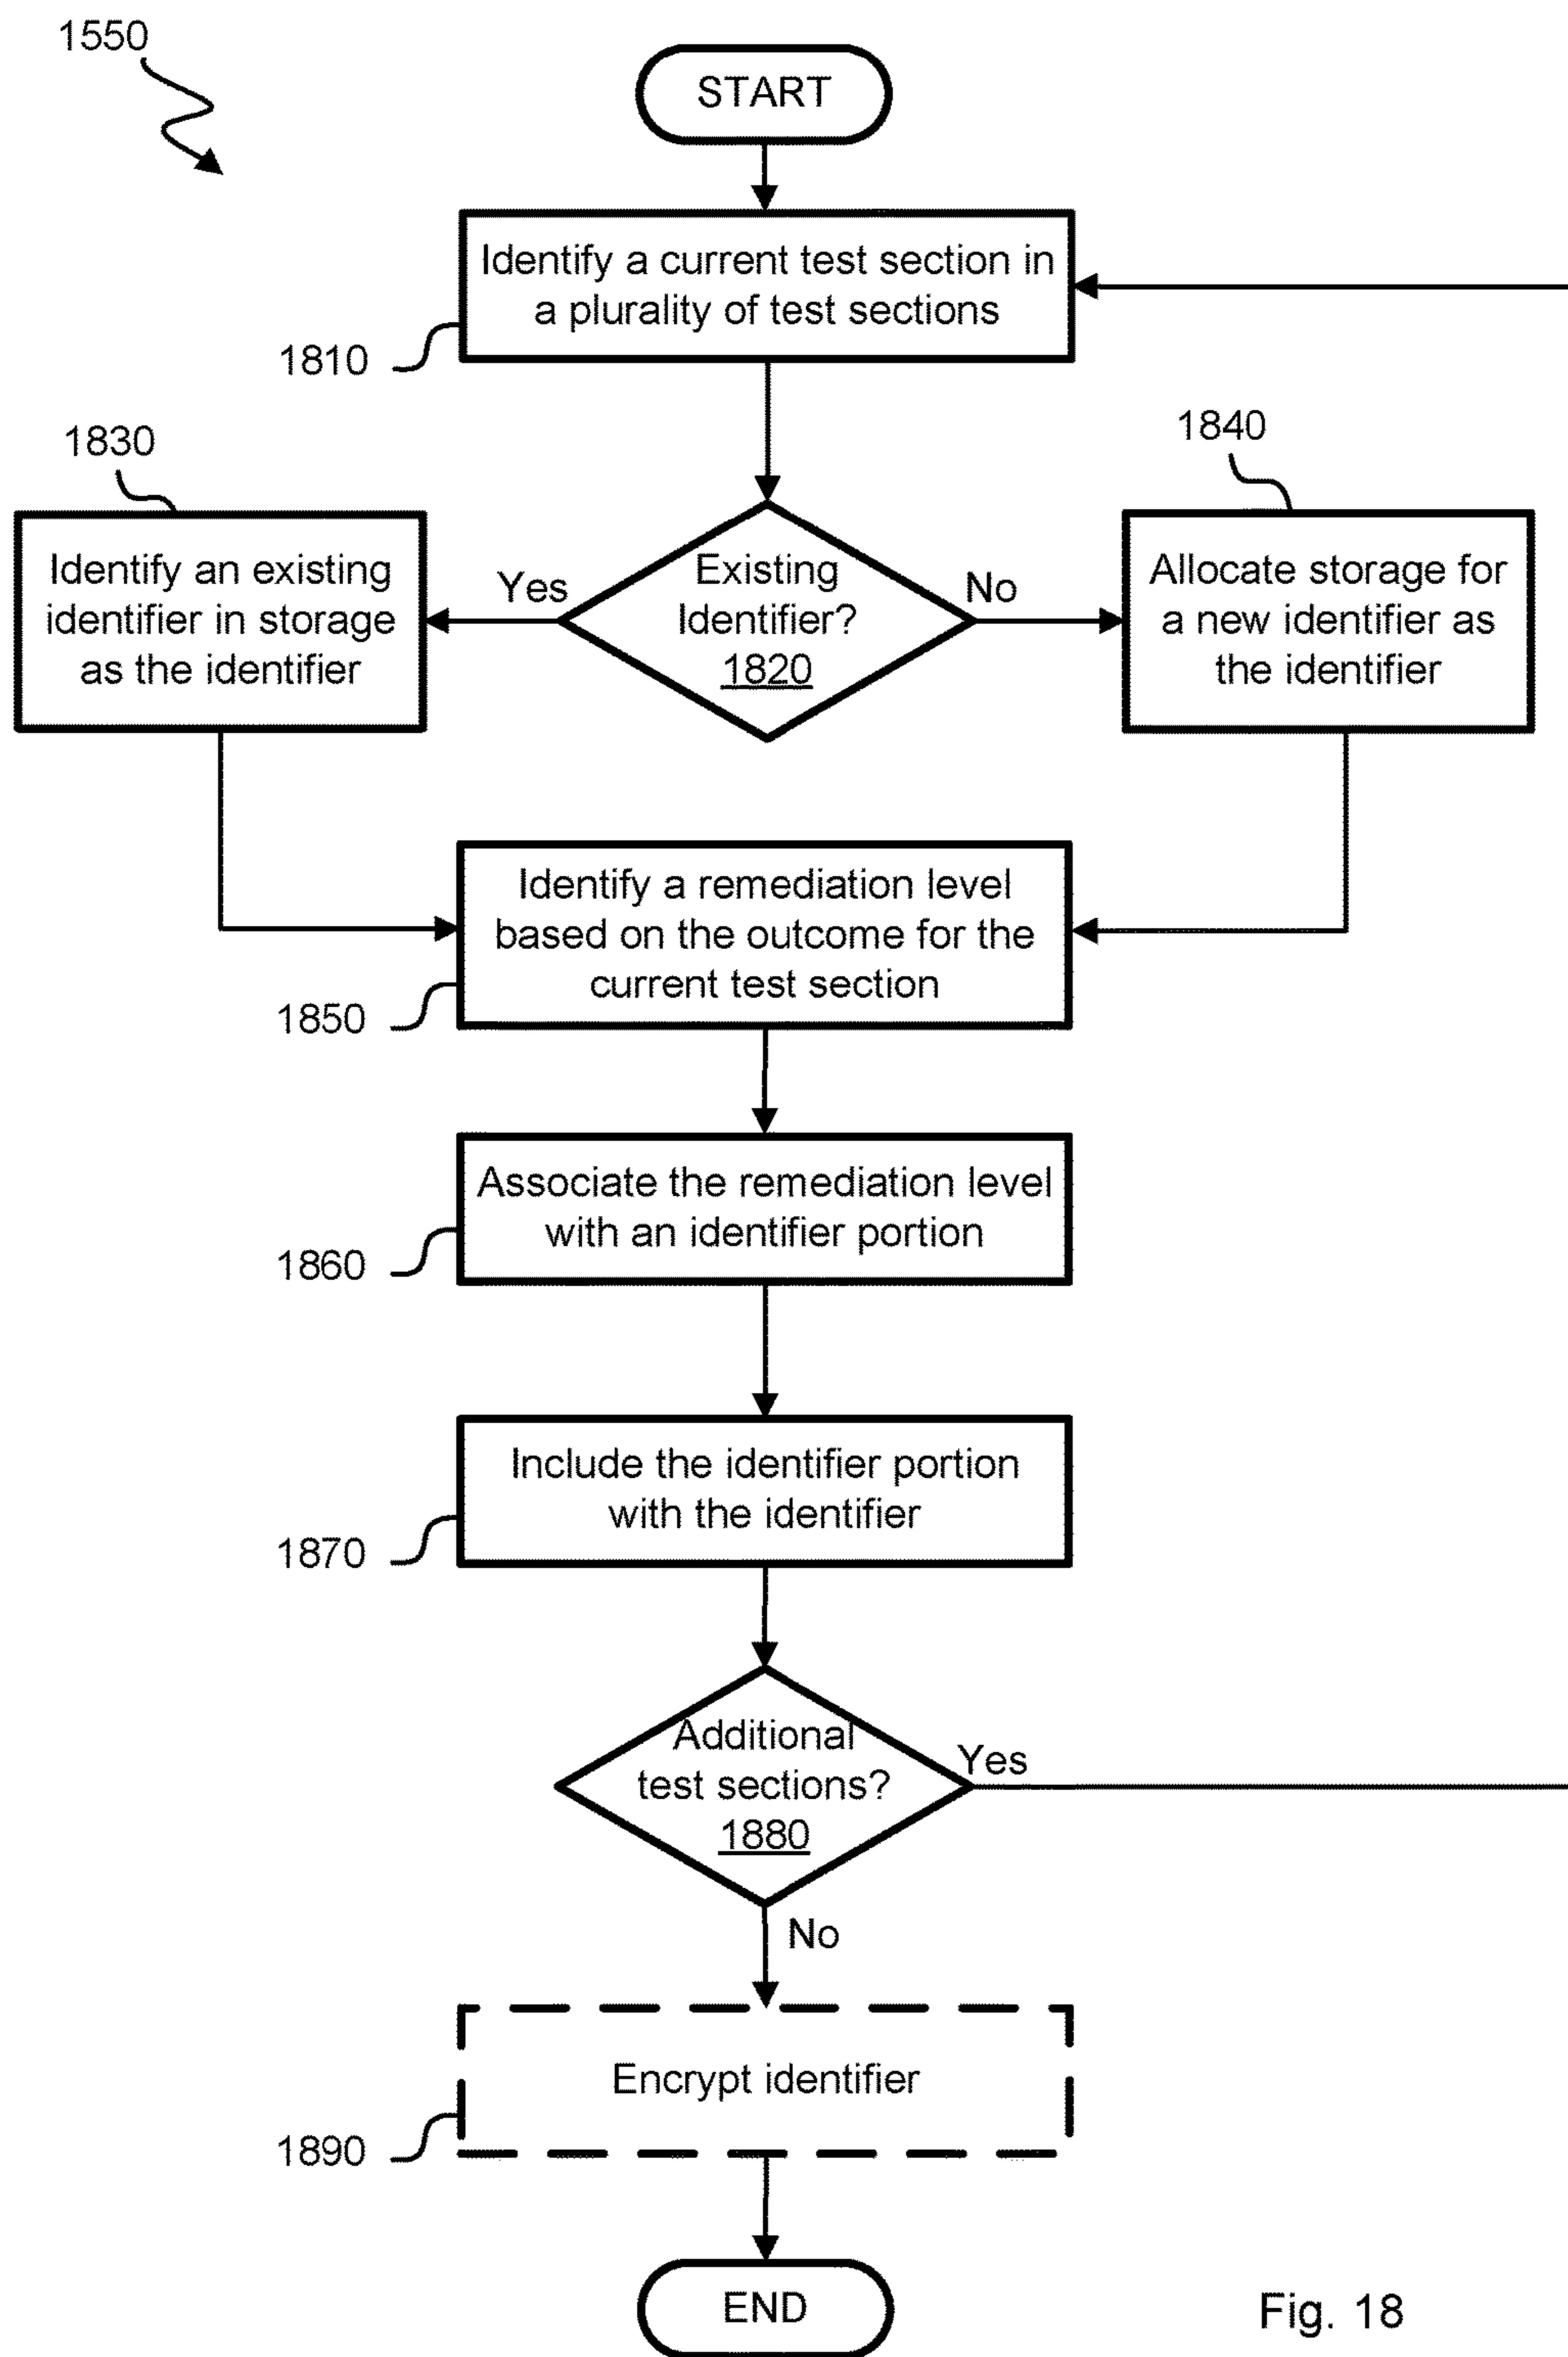 1550
START
Identify a current test section in
a plurality of test sections
1810
1830
1840
Identify an existing
identifier in storage
as the identifier
Yes
Existing
Identifier?
1820
No
Allocate storage for
a new identifier as
the identifier
Identify a remediation level
based on the outcome for the
current test section
1850
Associate the remediation level
with an identifier portion
1860
Include the identifier portion
with the identifier
1870
Additional
test sections?
1880
Yes
No
Encrypt identifier
1890
END
Fig. 18